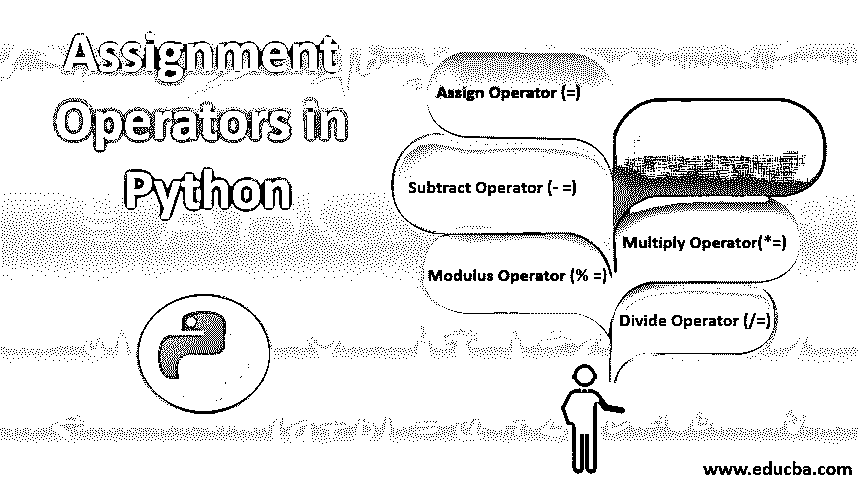 Assignment
Operators in
Python
Assign Operator (=)
Subtract Operator (- =)
Multiply Operator(*=)
Modulus Operator (% =)
Divide Operator (/=)
www.educba.com